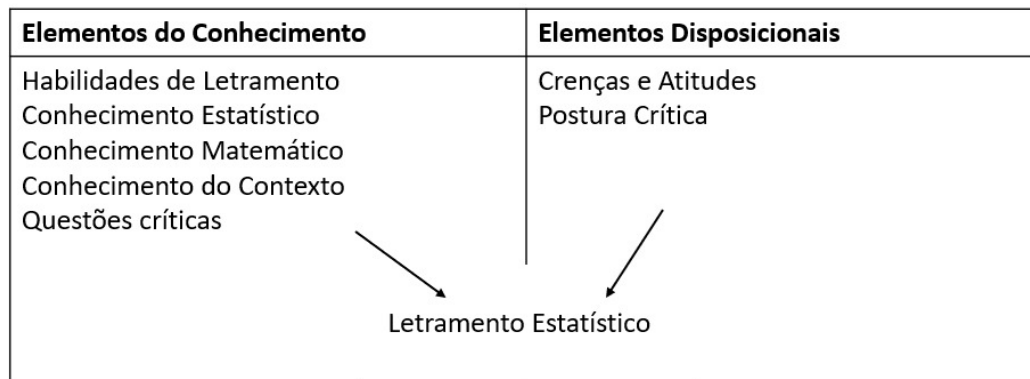 Elementos do Conhecimento
Habilidades de Letramento
Conhecimento Estatístico
Conhecimento Matemático
Conhecimento do Contexto
Questões críticas
Elementos Disposicionais
Crenças e Atitudes
Postura Crítica
Letramento Estatístico